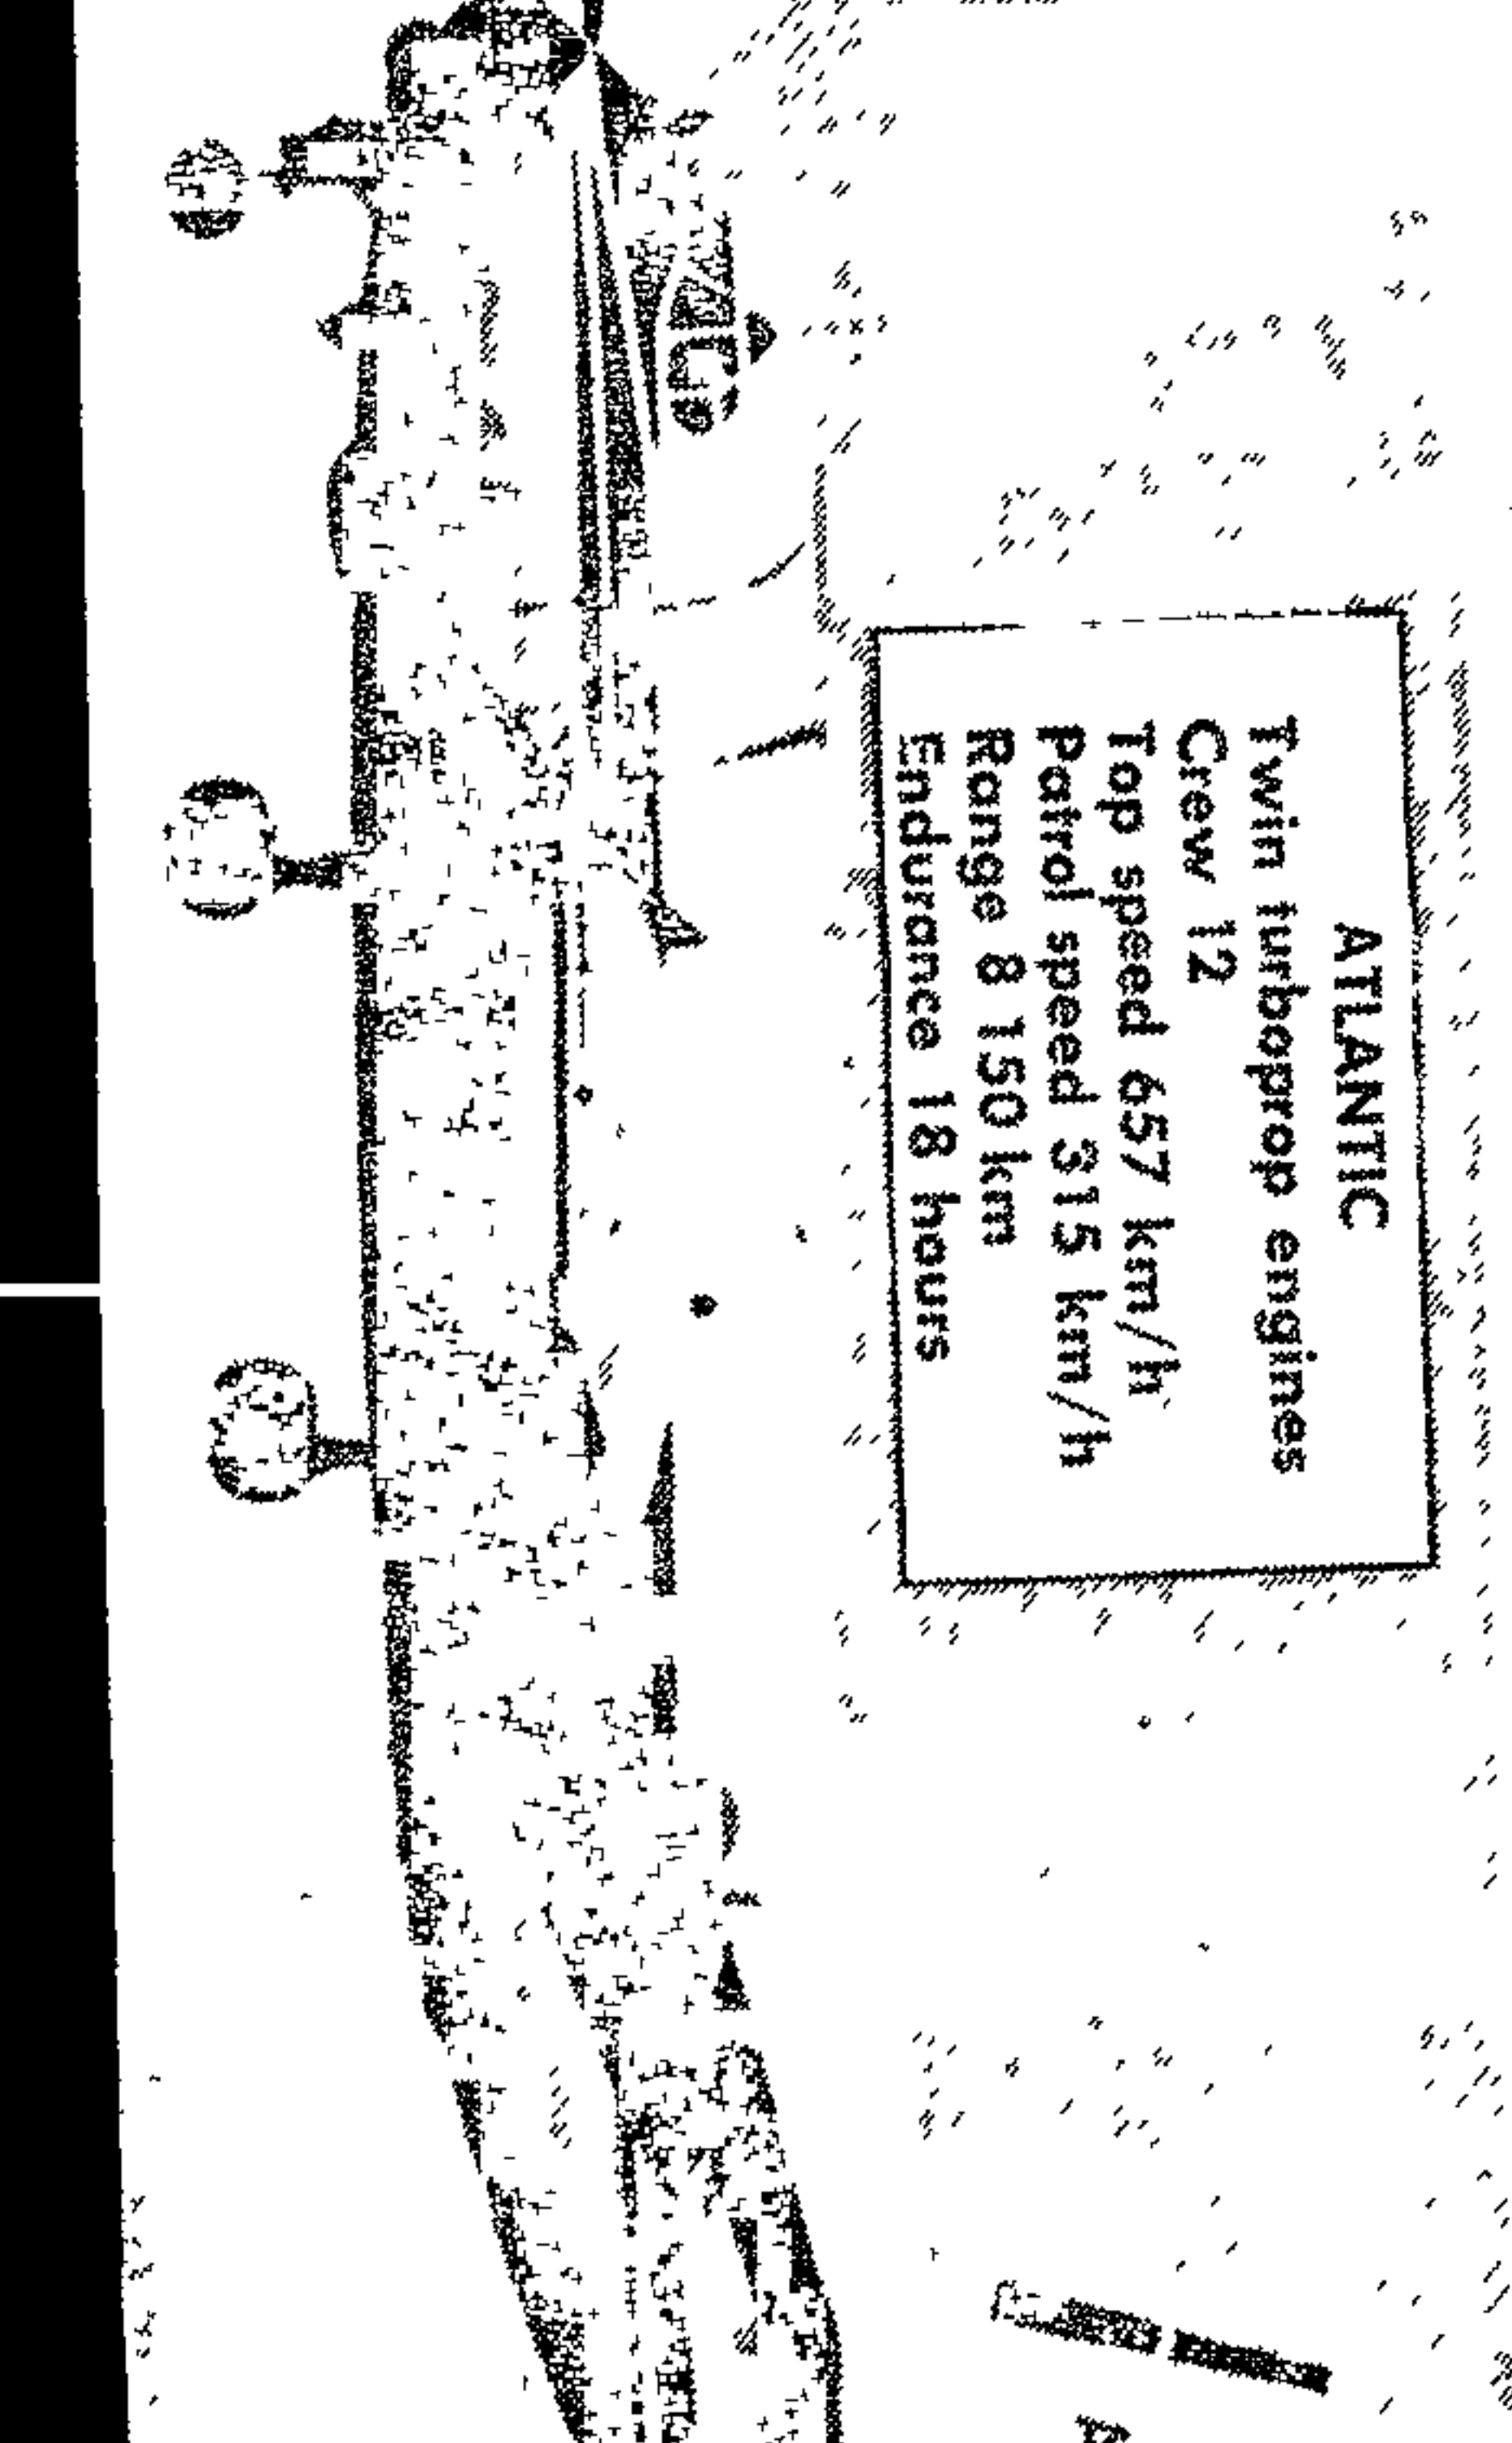 ATLANTIC
Twin turboprop engines
Crew 12
Top speed 657 km/h
Patrol speed 315 km/h
Range 8 150 km
Endurance 18 hours